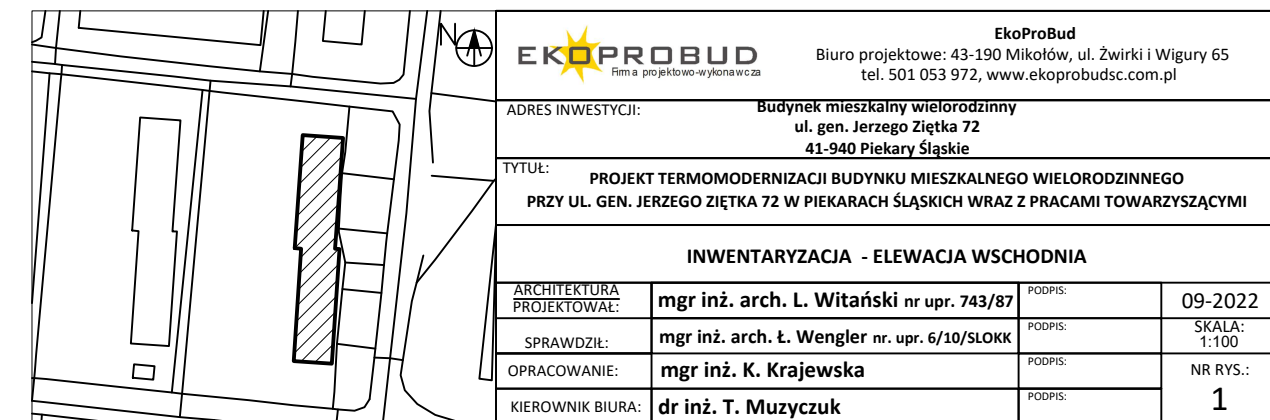 N
EKOPROBUD
Firma projektowo-wykonawcza
EkoProBud
Biuro projektowe: 43-190 Mikołów, ul. Żwirki i Wigury 65
tel. 501 053 972, www.ekoprobudsc.com.pl
ADRES INWESTYCJI:
Budynek mieszkalny wielorodzinny
ul. gen. Jerzego Ziętka 72
41-940 Piekary Śląskie
TYTUŁ:
PROJEKT TERMOMODERNIZACJI BUDYNKU MIESZKALNEGO WIELORODZINNEGO
PRZY UL. GEN. JERZEGO ZIĘTKA 72 W PIEKARACH ŚLĄSKICH WRAZ Z PRACAMI TOWARZYSZĄCYMI
INWENTARYZACJA - ELEWACJA WSCHODNIA
ARCHITEKTURA
PROJEKTOWAŁ:
mgr inż. arch. L. Witański nr upr. 743/87
PODPIS:
09-2022
SPRAWDZIŁ:
mgr inż. arch. Ł. Wengler nr. upr. 6/10/SLOKK
PODPIS:
SKALA:
1:100
OPRACOWANIE:
mgr inż. K. Krajewska
PODPIS:
NR RYS.:
1
KIEROWNIK BIURA:
dr inż. T. Muzyczuk
PODPIS: